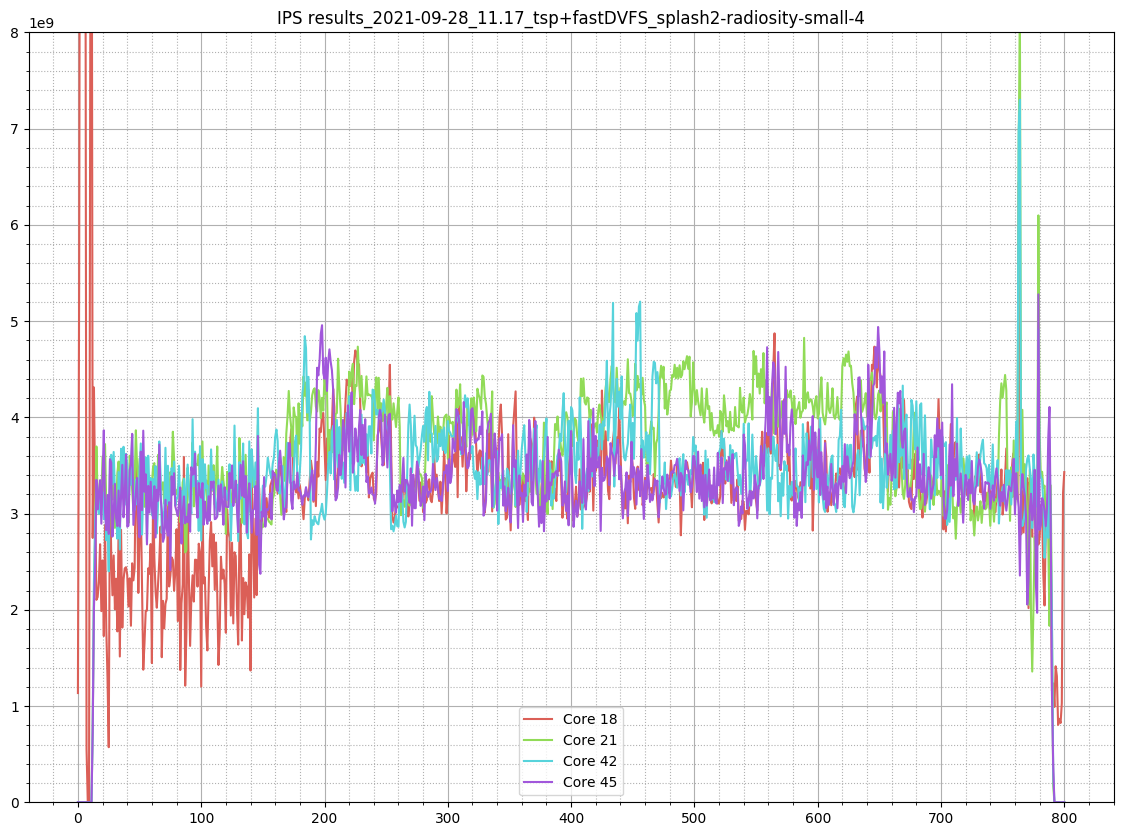 IPS results_2021-09-28_11.17_tsp+fastDVFS_splash2-radiosity-small-4
1e9
8
7
6
5
4
3
2
1
0
Core 18
Core 21
Core 42
Core 45
0 100 200 300 400 500 600 700 800